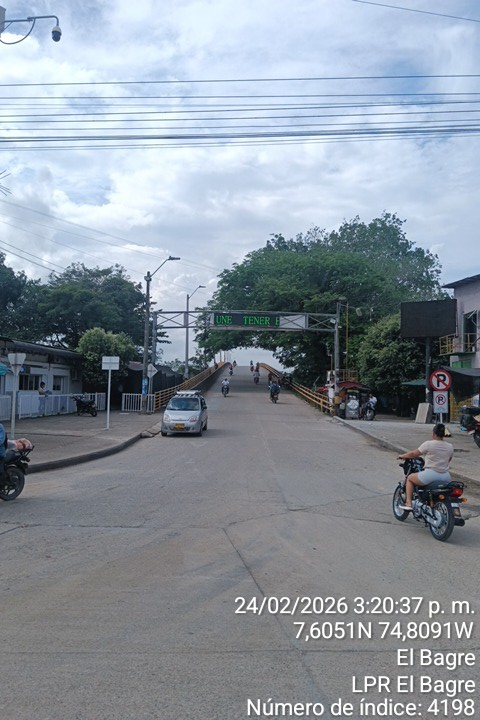 UNE TENER E
P
P
24/02/2026 3:20:37 p. m.
7,6051N 74,8091W
El Bagre
LPR El Bagre
Número de índice: 4198